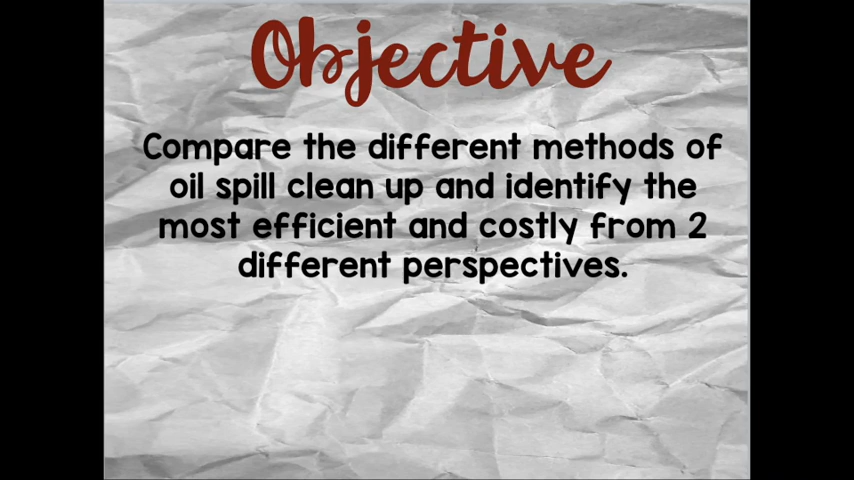 Objective
Compare the different methods of
oil spill clean up and identify the
most efficient and costly from 2
different perspectives.